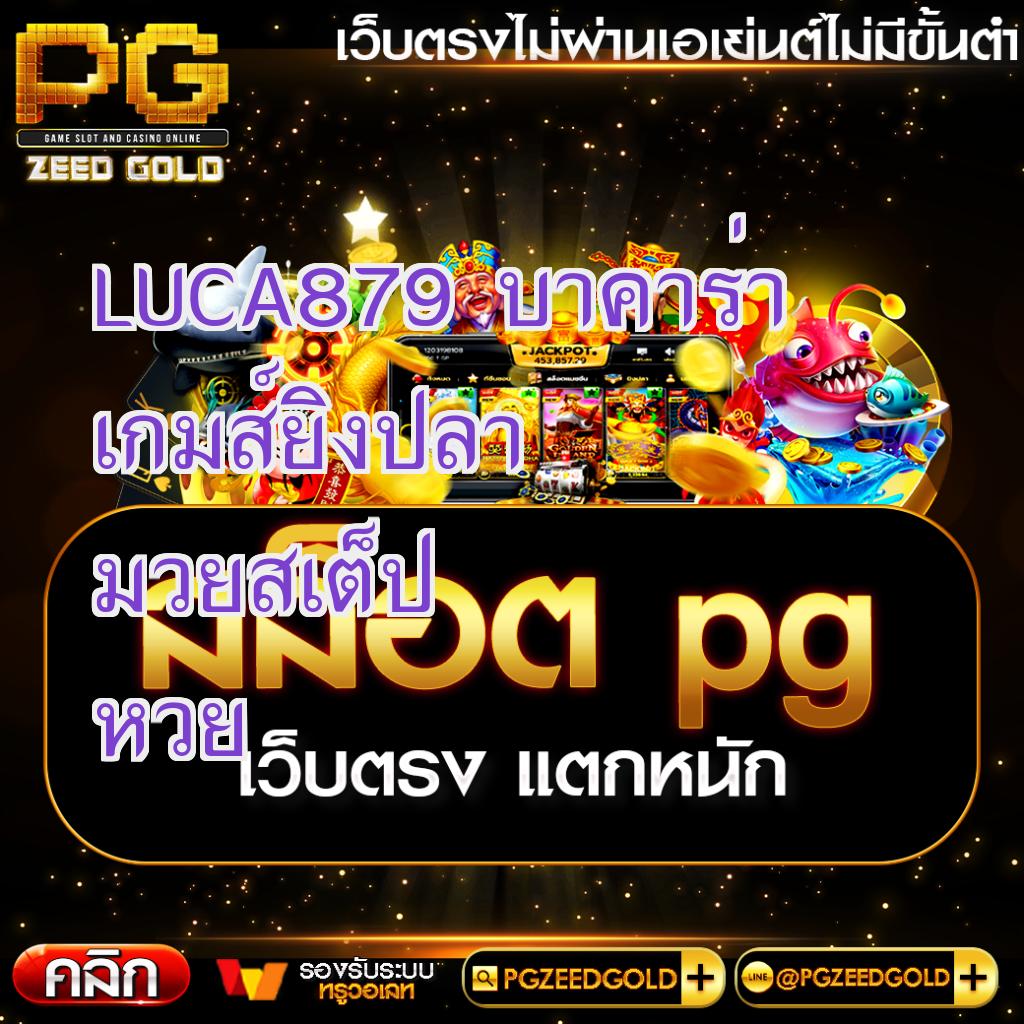 เว็บตรงไม่ผ่านเอเย่นต์ไม่มีขั้นต่ำ
PG
GAME SLOT AND CASINO ONLINE
ZEED GOLD
LUCA879 บาคาร่า
1203198108
JACKPOT
453,857.29
เกมส์ยิงปลา
มวยสเต็ป
สล็อต pg
หวย
เว็บตรง แตกหนัก
คลิก
รองรับระบบ
ทรูวอเลท
PGZEEDGOLD +
LINE @PGZEEDGOLD +